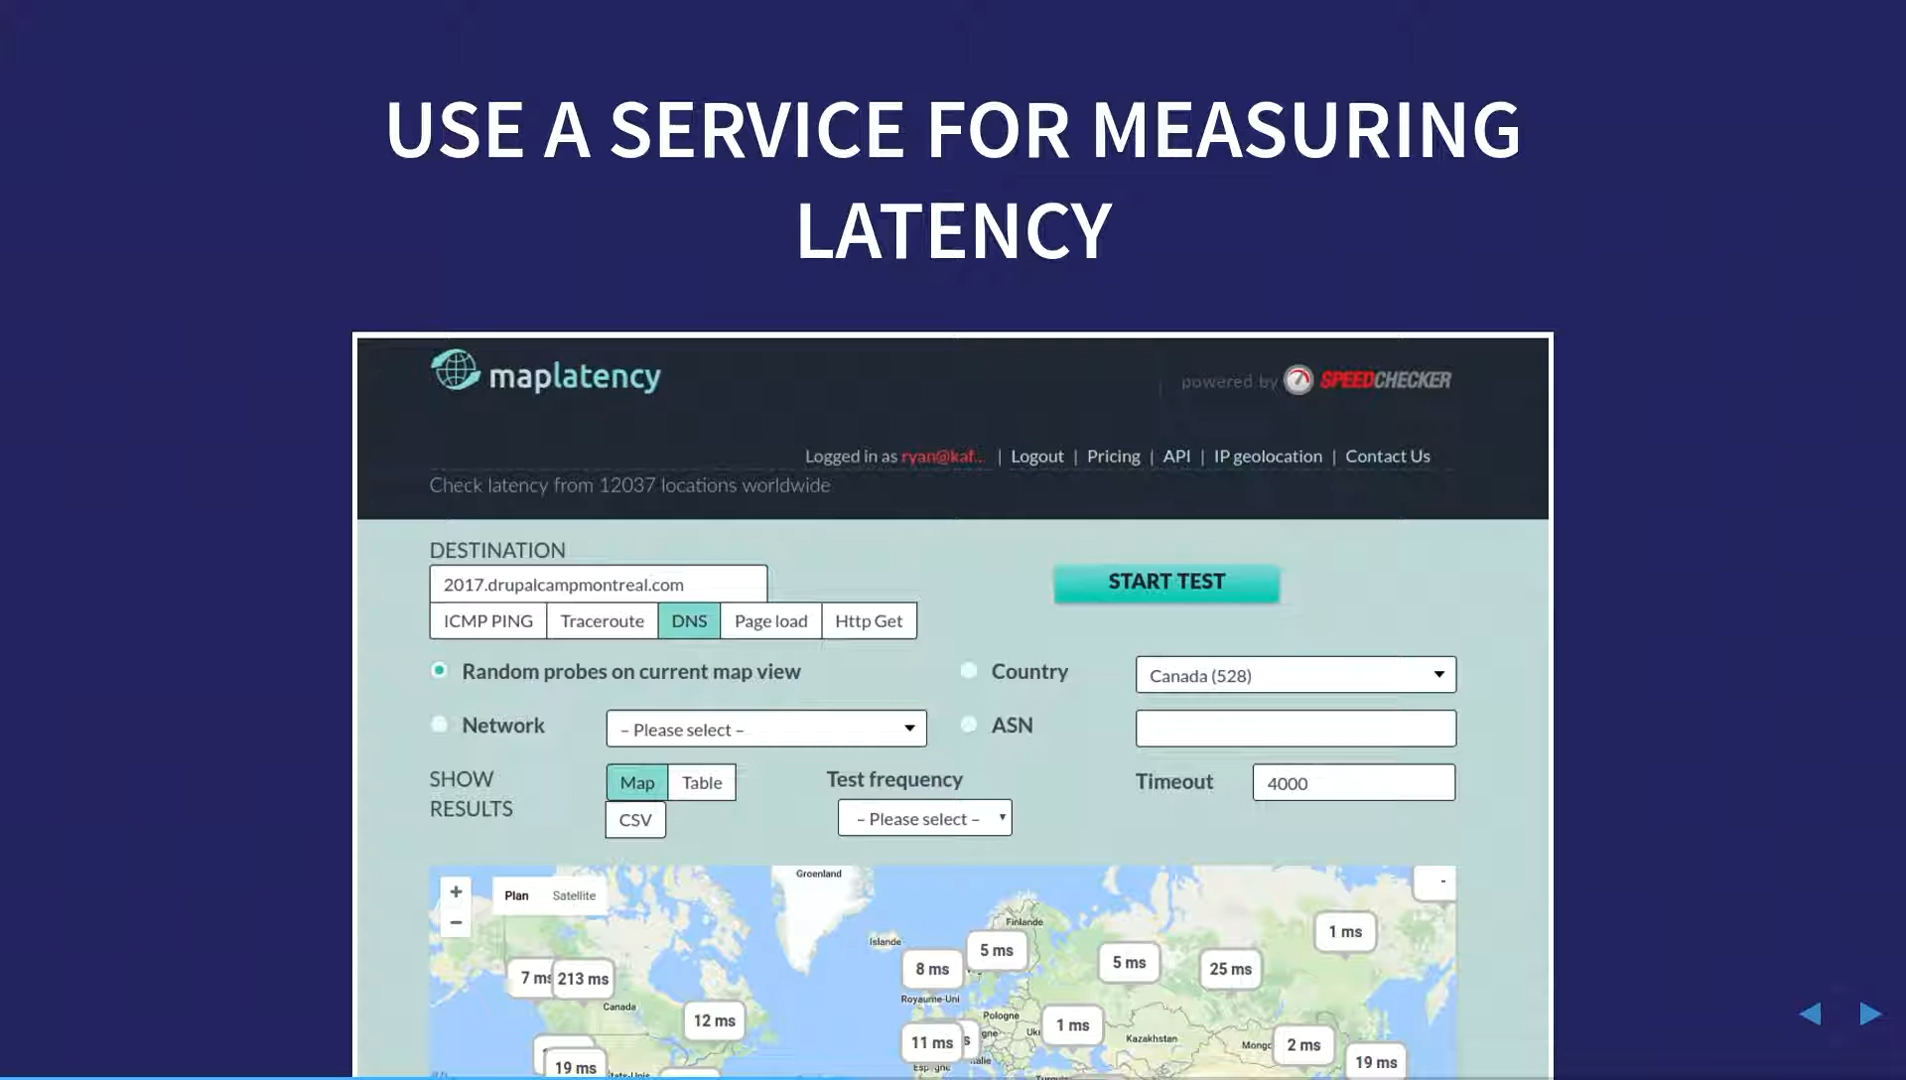 USE A SERVICE FOR MEASURING
LATENCY
maplatency
powered by SPEEDCHECKER
Logged in as ryan@kaf... | Logout | Pricing | API | IP geolocation | Contact Us
Check latency from 12037 locations worldwide
DESTINATION
2017.drupalcampmontreal.com
START TEST
ICMP PING Traceroute DNS Page load Http Get
Random probes on current map view
Country Canada (528)
Network – Please select –
ASN
SHOW
RESULTS
Map Table
CSV
Test frequency
– Please select –
Timeout 4000
+
−
Plan Satellite
Groenland
Finlande
Islande
1 ms
5 ms
8 ms
5 ms
25 ms
7 ms
213 ms
Canada
Royaume-Uni
Pologne
12 ms
1 ms
11 ms
Kazakhstan
2 ms
19 ms
19 ms